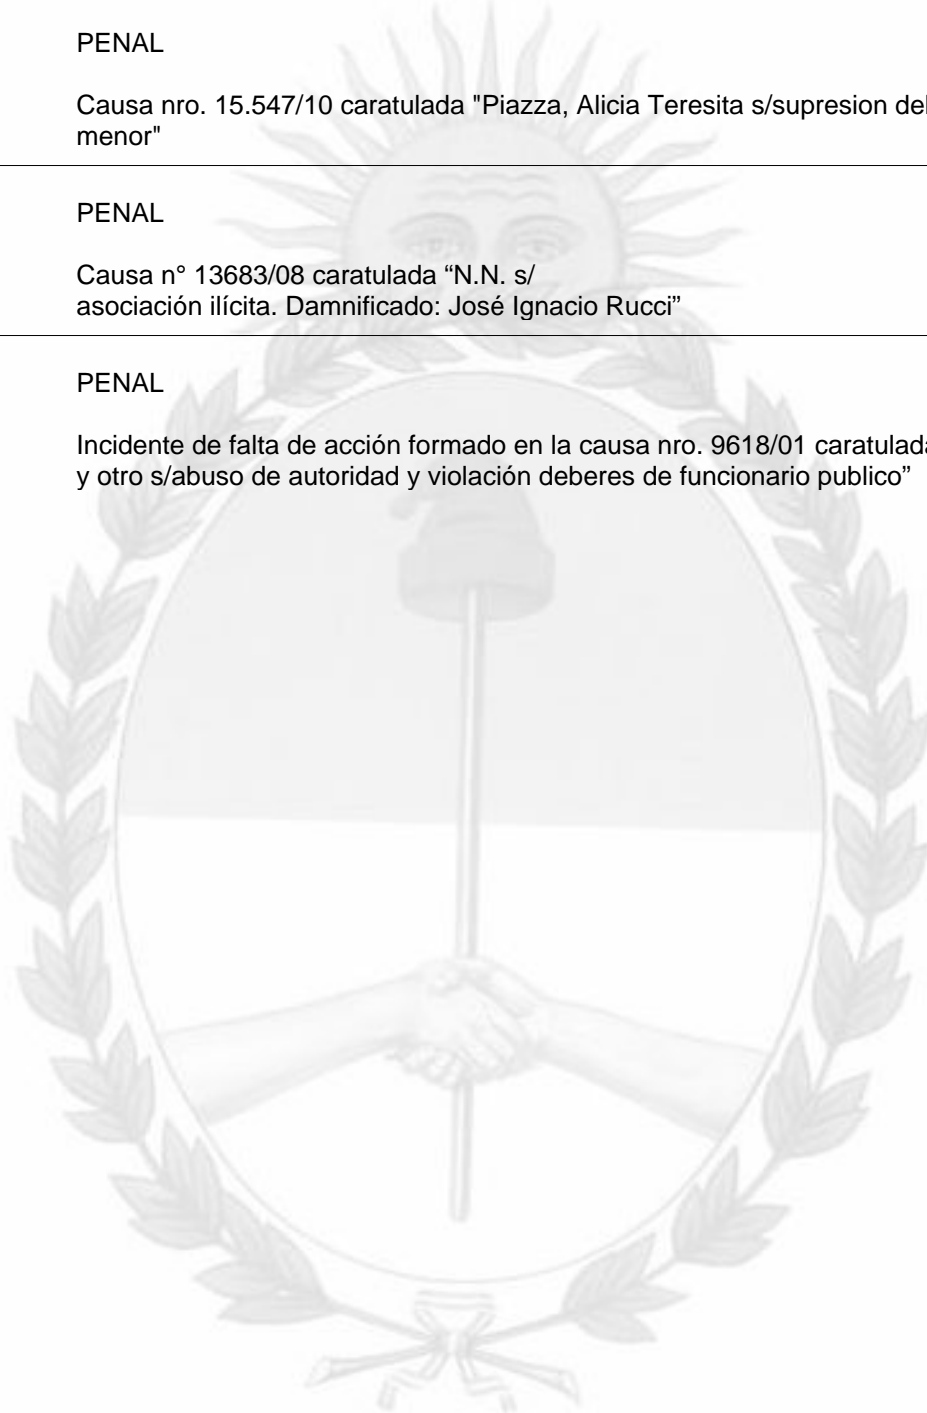 PENAL
Causa nro. 15.547/10 caratulada "Piazza, Alicia Teresita s/supresion del
menor"
PENAL
Causa n° 13683/08 caratulada “N.N. s/
asociación ilícita. Damnificado: José Ignacio Rucci”
PENAL
Incidente de falta de acción formado en la causa nro. 9618/01 caratulada
y otro s/abuso de autoridad y violación deberes de funcionario publico”